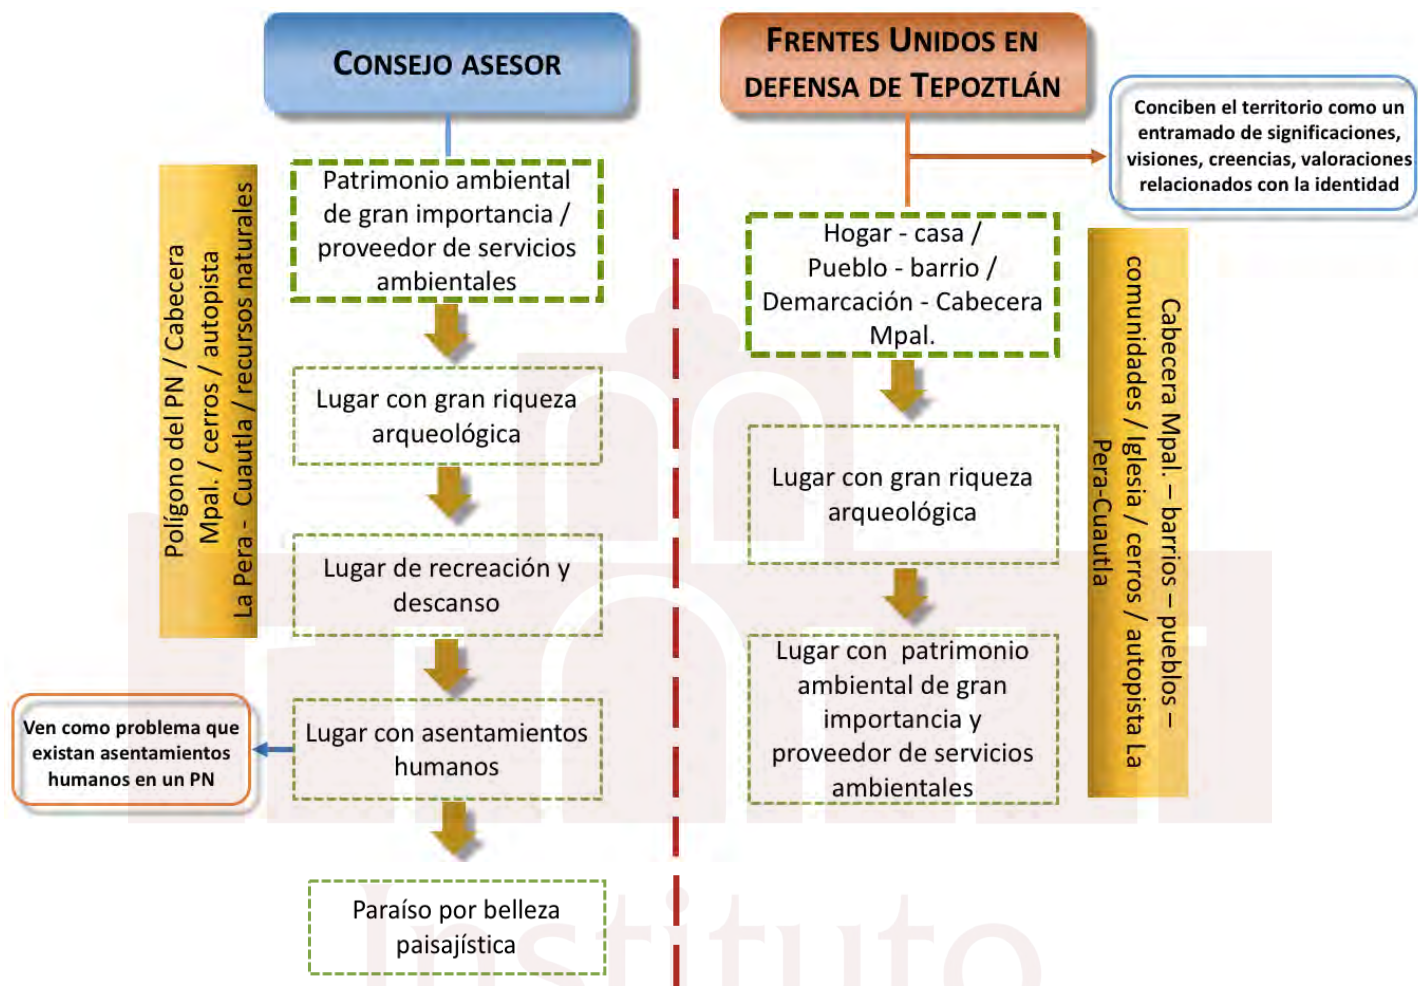 CONSEJO ASESOR
Patrimonio ambiental
de gran importancia /
proveedor de servicios
ambientales
Lugar con gran riqueza
arqueológica
Lugar de recreación y
descanso
Lugar con asentamientos
humanos
Paraíso por belleza
paisajística
Polígono del PN / Cabecera
Mpal. / cerros / autopista
La Pera - Cuautla / recursos naturales
Ven como problema que
existan asentamientos
humanos en un PN
FRENTES UNIDOS EN
DEFENSA DE TEPOZTLÁN
Conciben el territorio como un
entramado de significaciones,
visiones, creencias, valoraciones
relacionados con la identidad
Hogar - casa /
Pueblo - barrio /
Demarcación - Cabecera
Mpal.
Lugar con gran riqueza
arqueológica
Lugar con patrimonio
ambiental de gran
importancia y
proveedor de servicios
ambientales
Cabecera Mpal. – barrios – pueblos –
comunidades / Iglesia / cerros / autopista La
Pera-Cuautla
Instituto